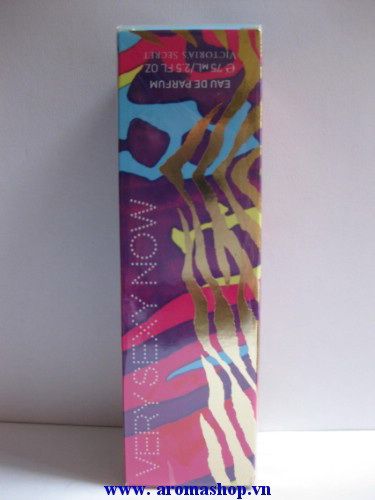 EAU DE PARFUM
℮ 75 mL/2.5 FL OZ
VICTORIA'S SECRET
VERY SEXY NOW
www. aromashop.vn